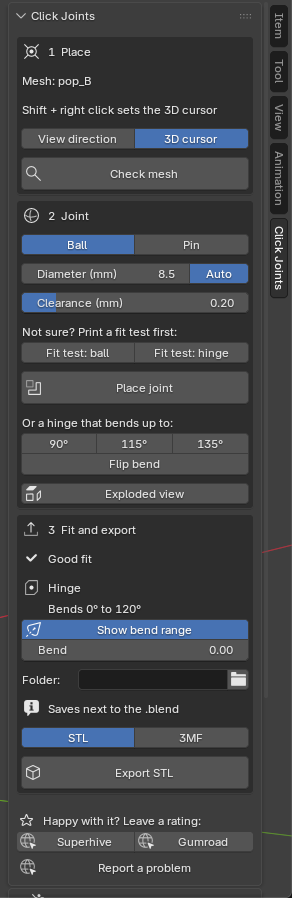 Click Joints
1 Place
Mesh: pop_B
Shift + right click sets the 3D cursor
View direction 3D cursor
Check mesh
2 Joint
Ball Pin
Diameter (mm) 8.5 Auto
Clearance (mm) 0.20
Not sure? Print a fit test first:
Fit test: ball Fit test: hinge
Place joint
Or a hinge that bends up to:
90° 115° 135°
Flip bend
Exploded view
3 Fit and export
Good fit
Hinge
Bends 0° to 120°
Show bend range
Bend 0.00
Folder:
Saves next to the .blend
STL 3MF
Export STL
Happy with it? Leave a rating:
Superhive Gumroad
Report a problem
Item
Tool
View
Animation
Click Joints